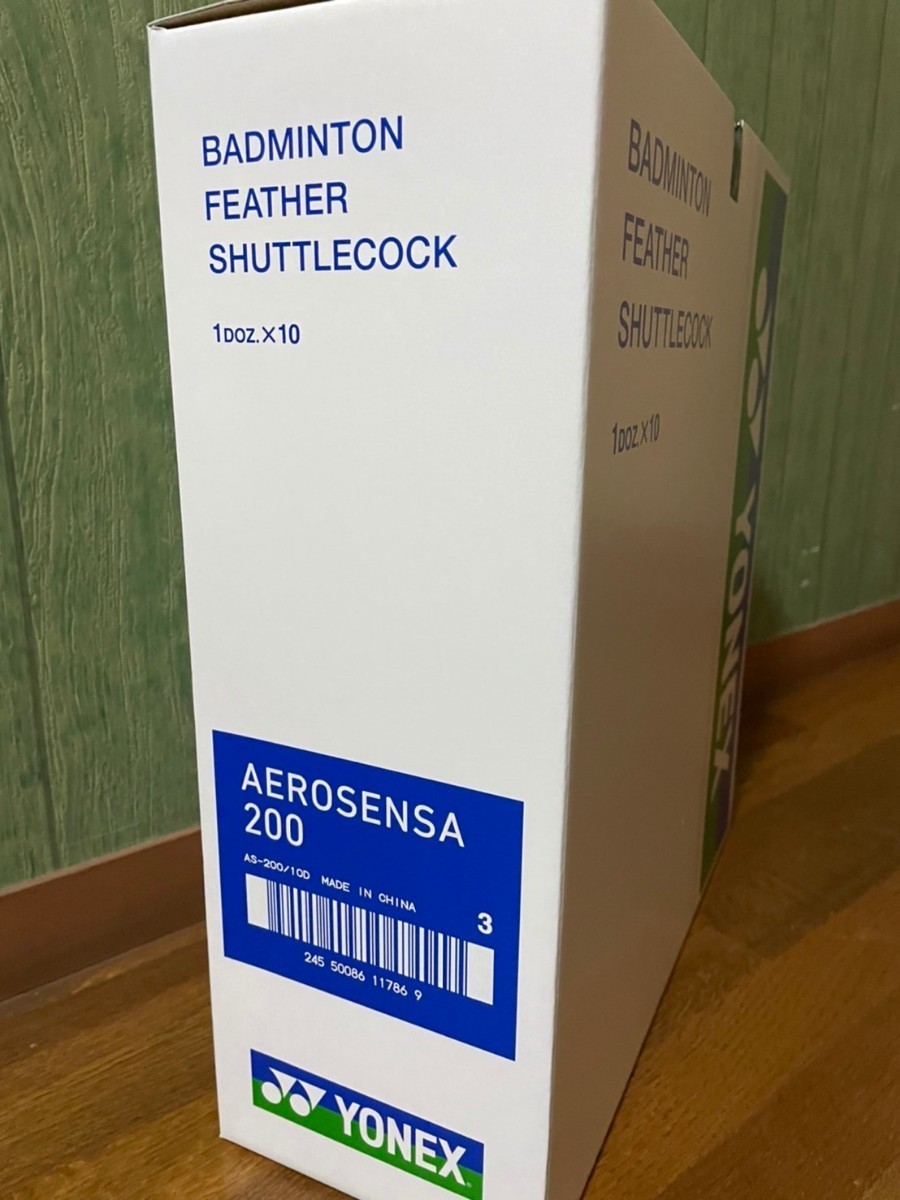 BADMINTON
FEATHER
SHUTTLECOCK
1DOZ.×10
AEROSENSA
200
AS-200/10D MADE IN CHINA
3
245 50086 11786 9
YONEX
BADMINTON
FEATHER
SHUTTLECOCK
1DOZ.×10
YONEX